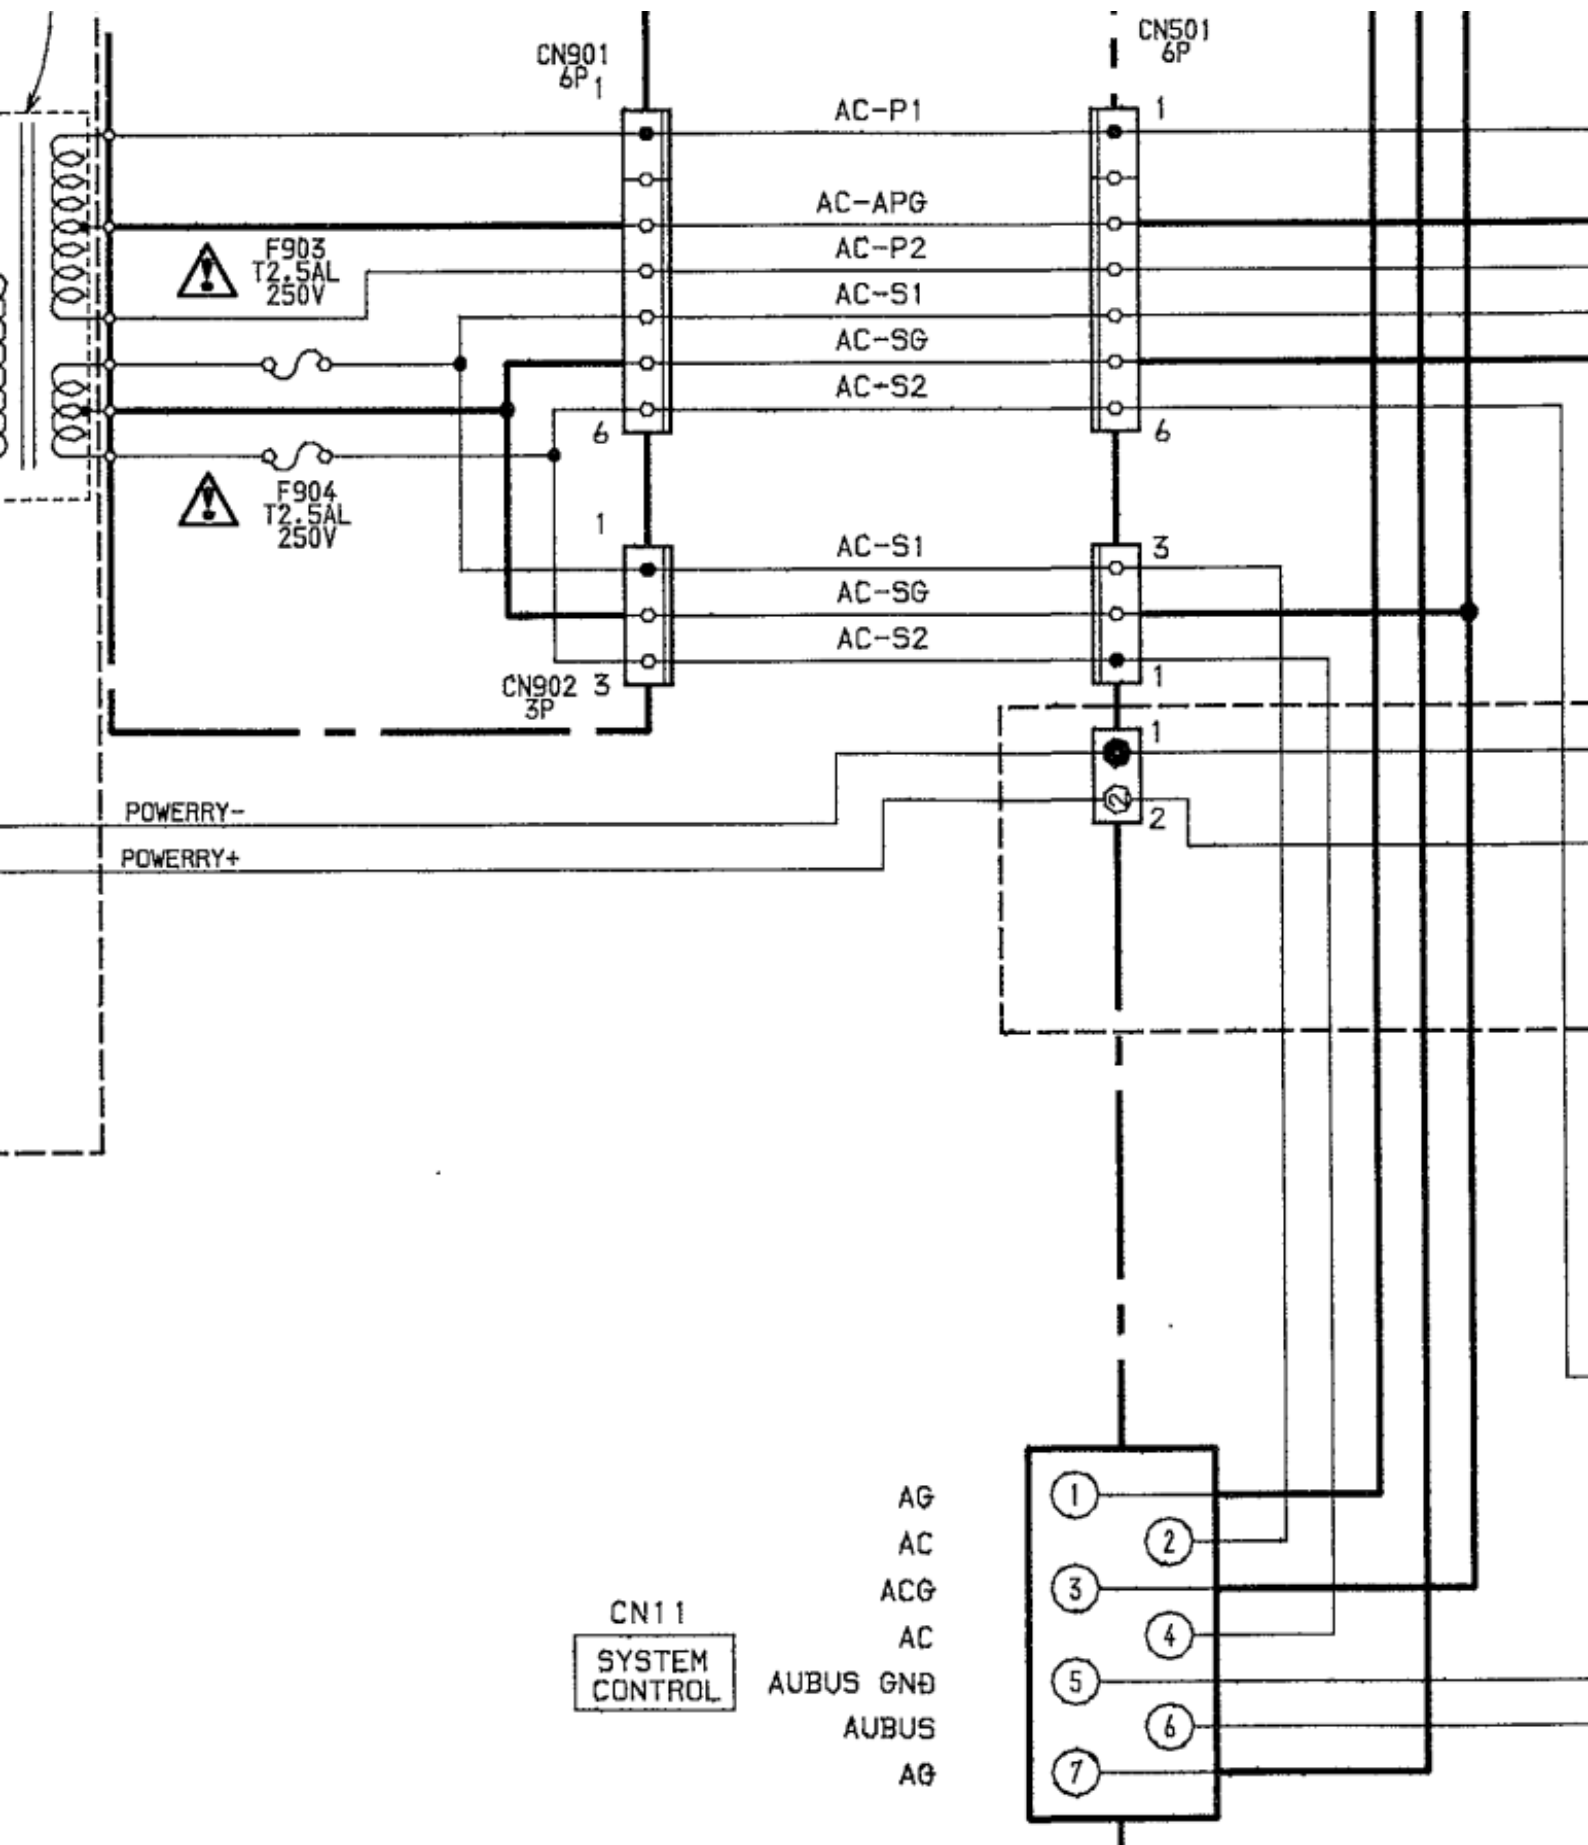 CN901
6P
1
CN501
6P
1
AC-P1
AC-APG
AC-P2
AC-S1
AC-SG
AC-S2
F903
T2.5AL
250V
6
6
F904
T2.5AL
250V
1
3
AC-S1
AC-SG
AC-S2
CN902 3
3P
1
1
2
POWERRY-
POWERRY+
AG
1
AC
2
ACG
3
AC
4
AUBUS GND
5
AUBUS
6
AG
7
CN11
SYSTEM
CONTROL